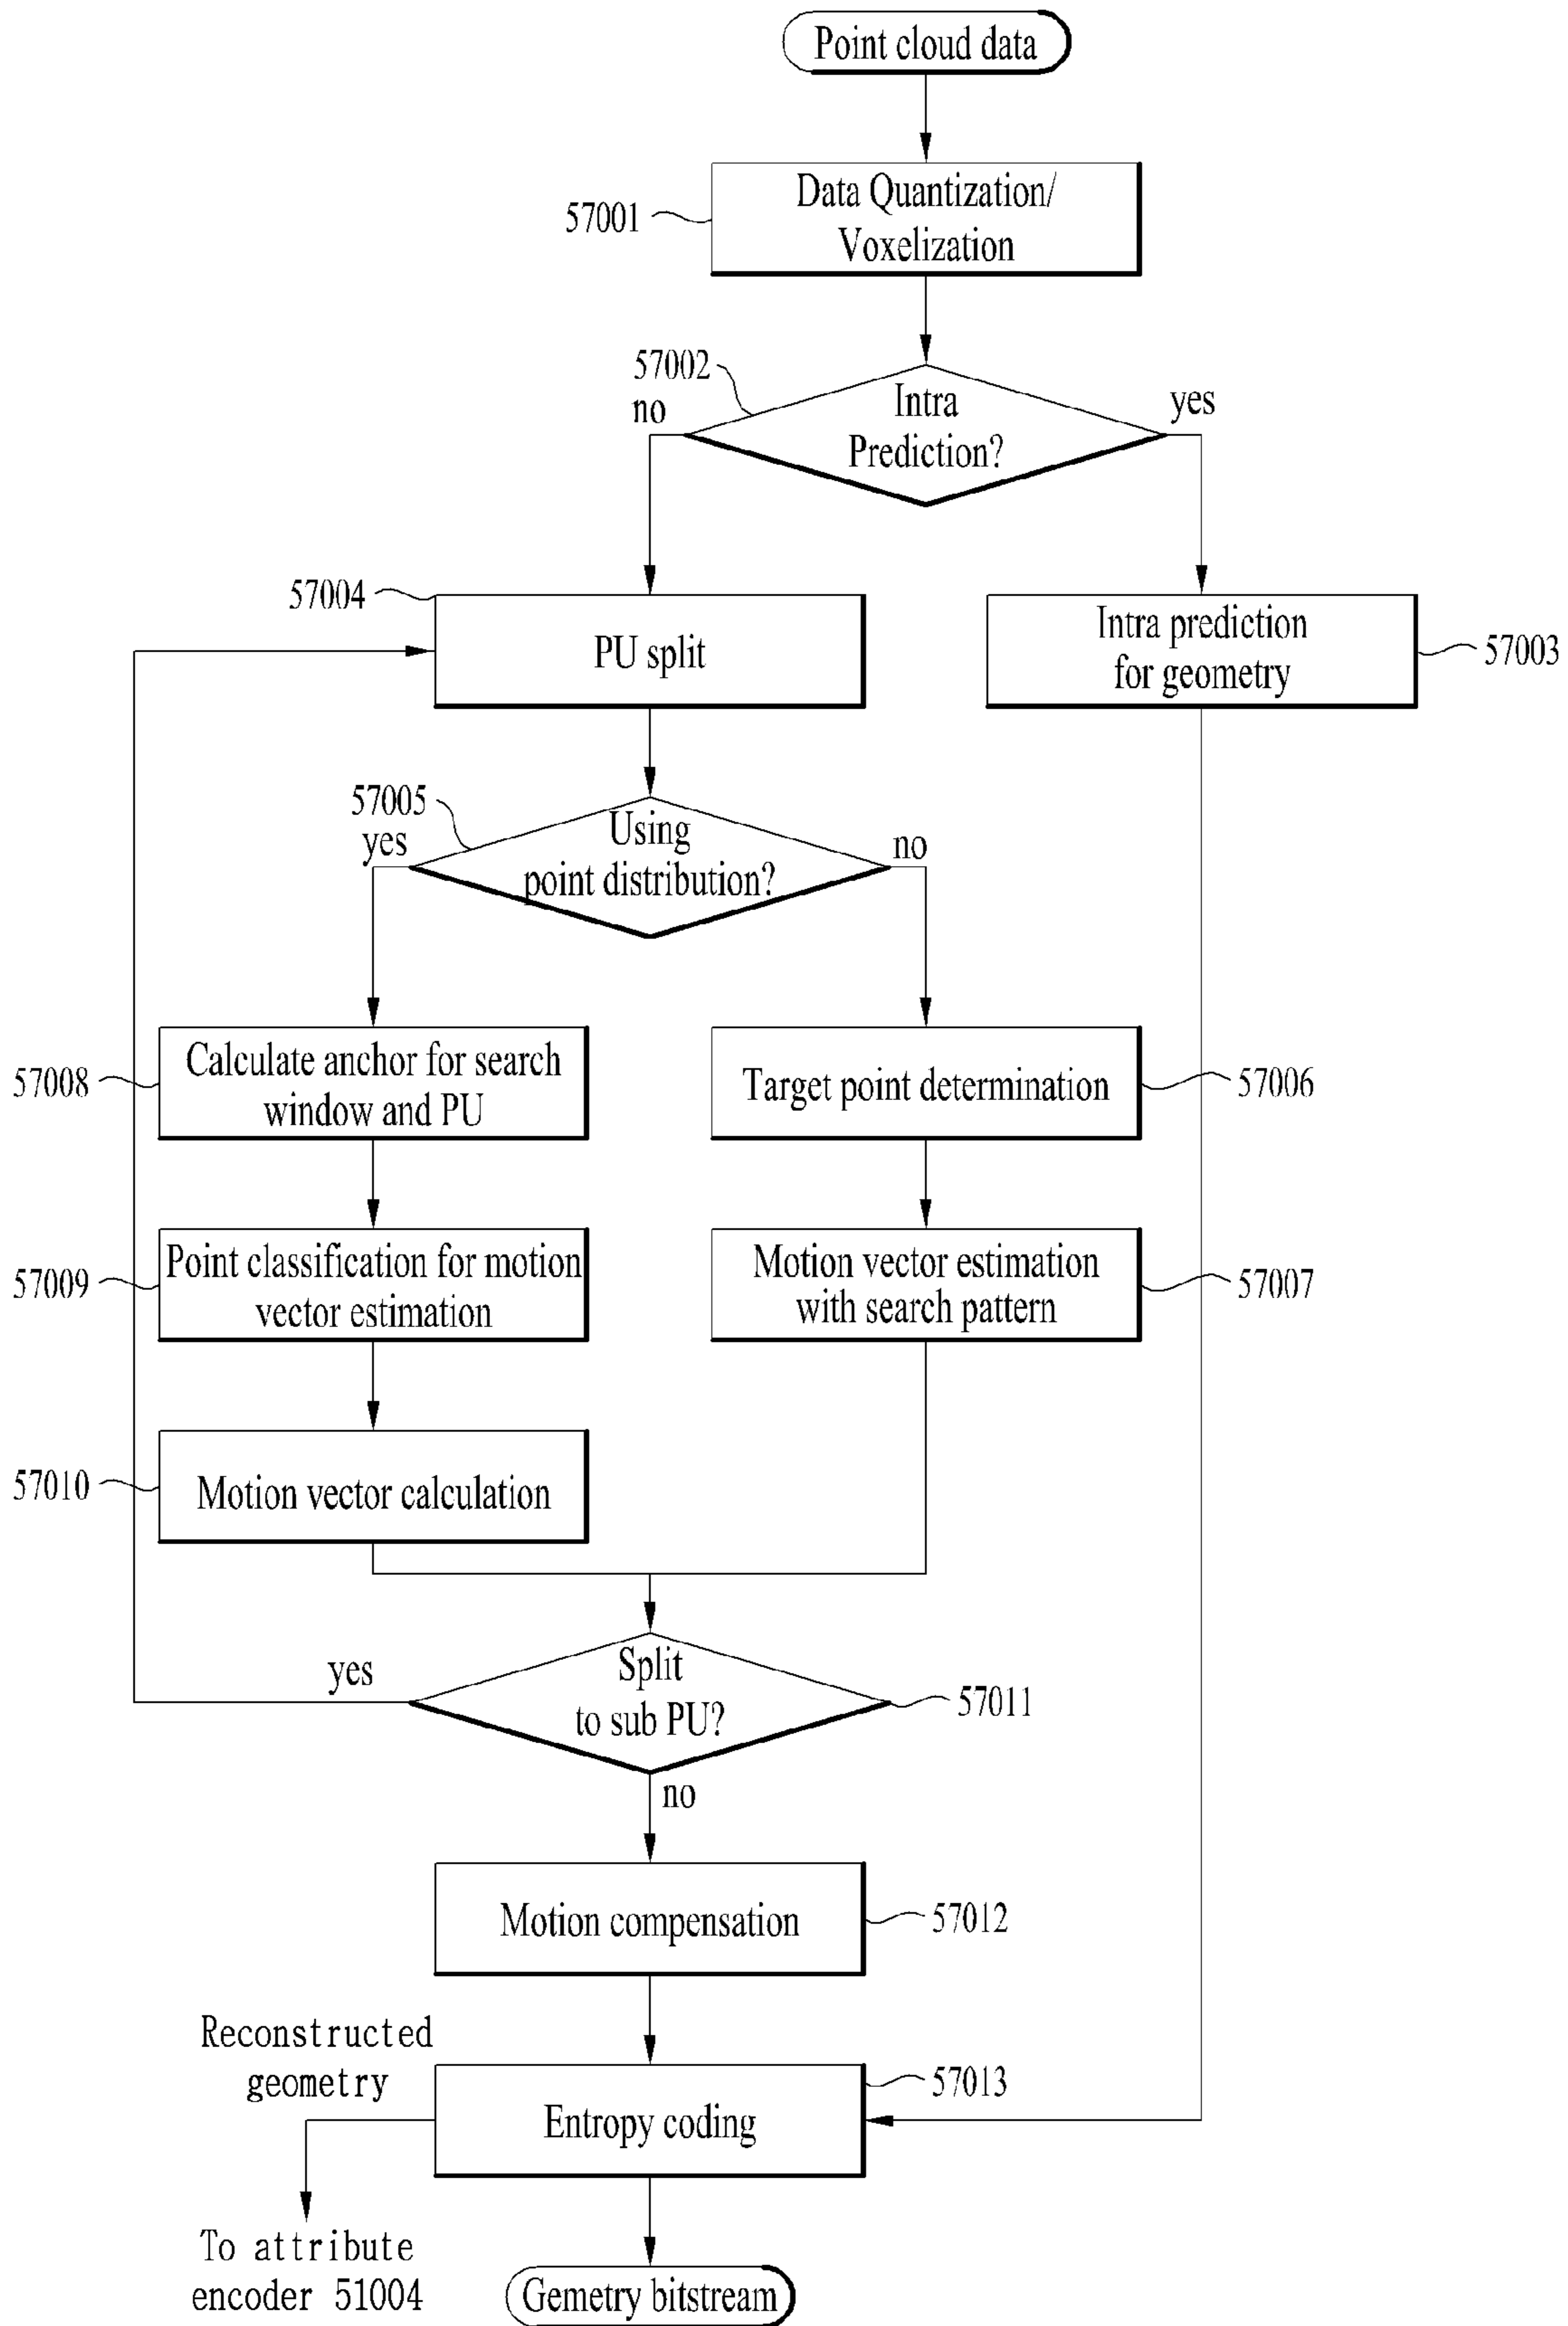 Point cloud data
57001
Data Quantization/
Voxelization
57002
no
Intra
Prediction?
yes
57004
PU split
Intra prediction
for geometry
57003
57005
yes
Using
point distribution?
no
57008
Calculate anchor for search
window and PU
Target point determination
57006
57009
Point classification for motion
vector estimation
Motion vector estimation
with search pattern
57007
57010
Motion vector calculation
yes
Split
to sub PU?
57011
no
Motion compensation
57012
Reconstructed
geometry
57013
Entropy coding
To attribute
encoder 51004
Gemetry bitstream